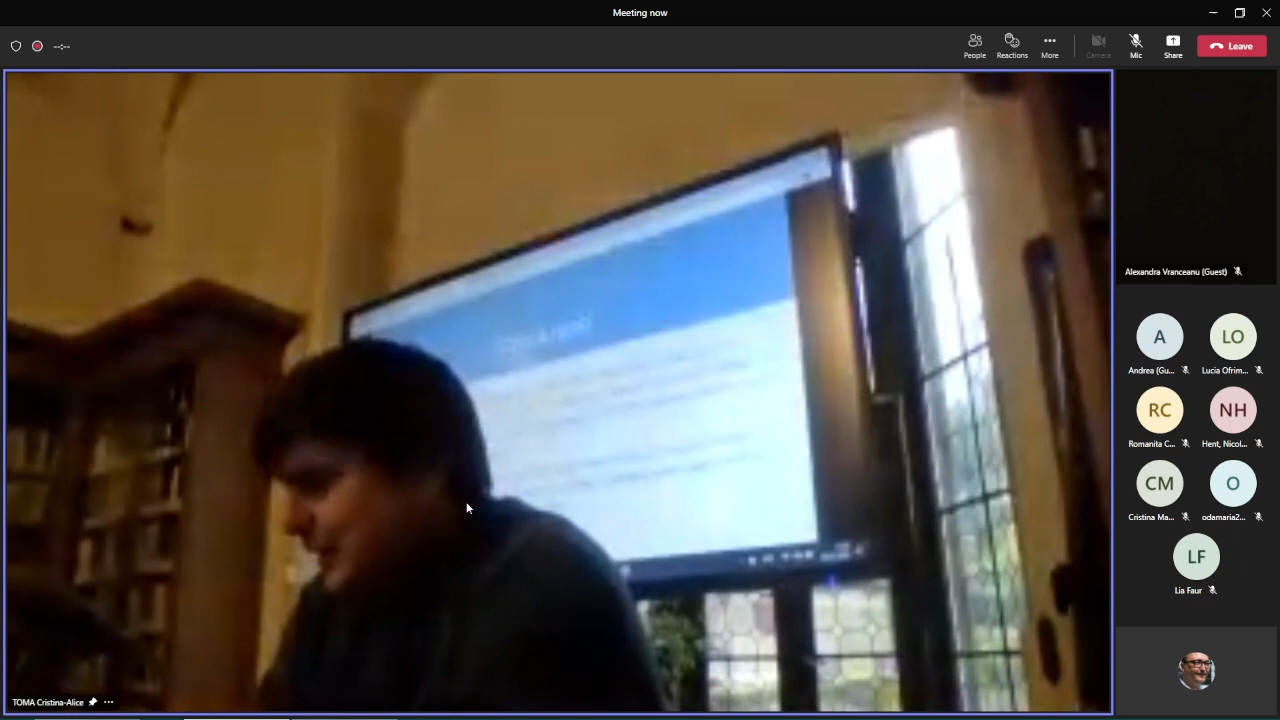 Meeting now
--:--
People
Reactions
More
Camera
Mic
Share
Leave
Alexandra Vranceanu (Guest)
A
LO
Andrea (Gu...
Lucia Ofrim...
RC
NH
Romanita C...
Hent, Nicol...
CM
O
Cristina Ma...
odamaria2...
LF
Lia Faur
TOMA Cristina-Alice